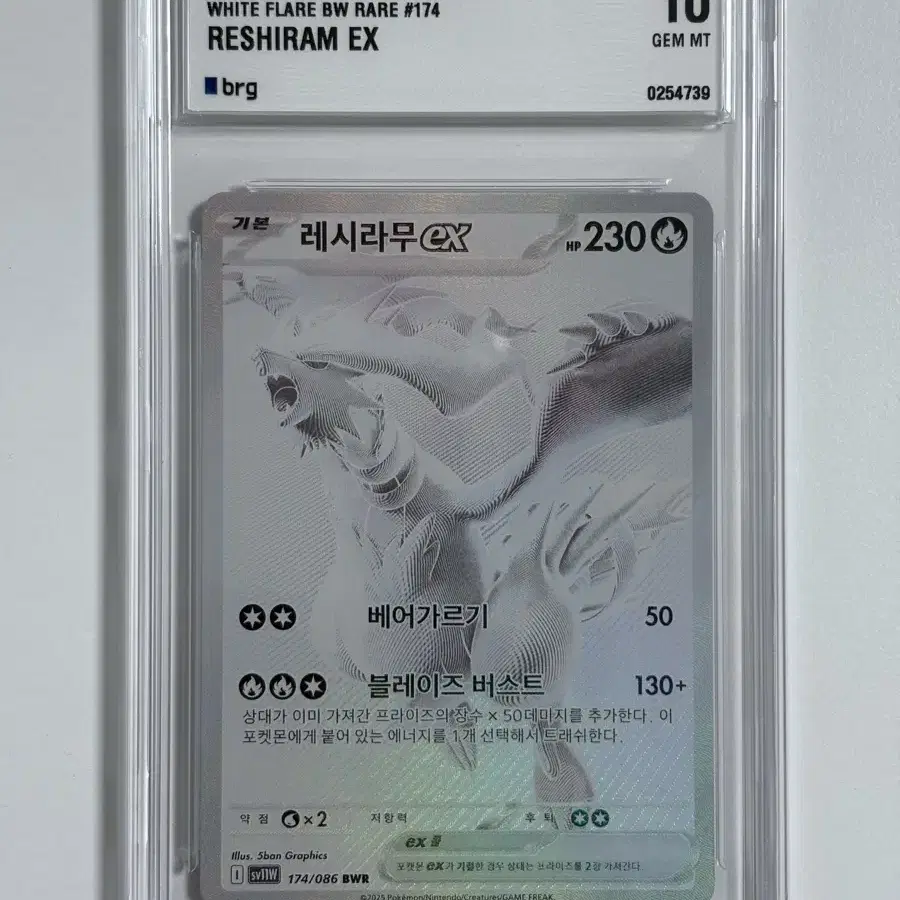 WHITE FLARE BW RARE #174
10
RESHIRAM EX
GEM MT
brg
0254739
기본 레시라무 ex HP 230
베어가르기 50
블레이즈 버스트 130+
상대가 이미 가져간 프라이즈의 장수 × 50데미지를 추가한다. 이
포켓몬에게 붙어 있는 에너지를 1개 선택해서 트래쉬한다.
약점 ×2 저항력 후퇴
ex 룰
포켓몬 ex가 기절한 경우 상대는 프라이즈를 2장 가져간다
Illus. 5ban Graphics
I sv11W 174/086 BWR
©2025 Pokémon/Nintendo/Creatures/GAME FREAK.